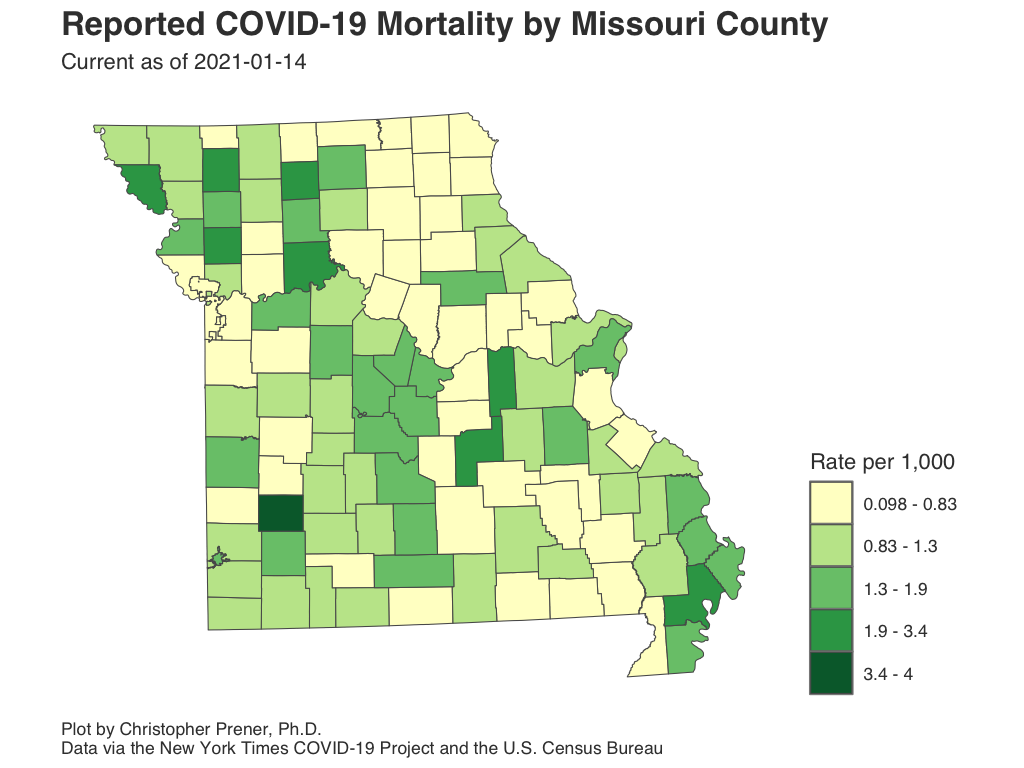 Reported COVID-19 Mortality by Missouri County
Current as of 2021-01-14
Rate per 1,000
0.098 - 0.83
0.83 - 1.3
1.3 - 1.9
1.9 - 3.4
3.4 - 4
Plot by Christopher Prener, Ph.D.
Data via the New York Times COVID-19 Project and the U.S. Census Bureau